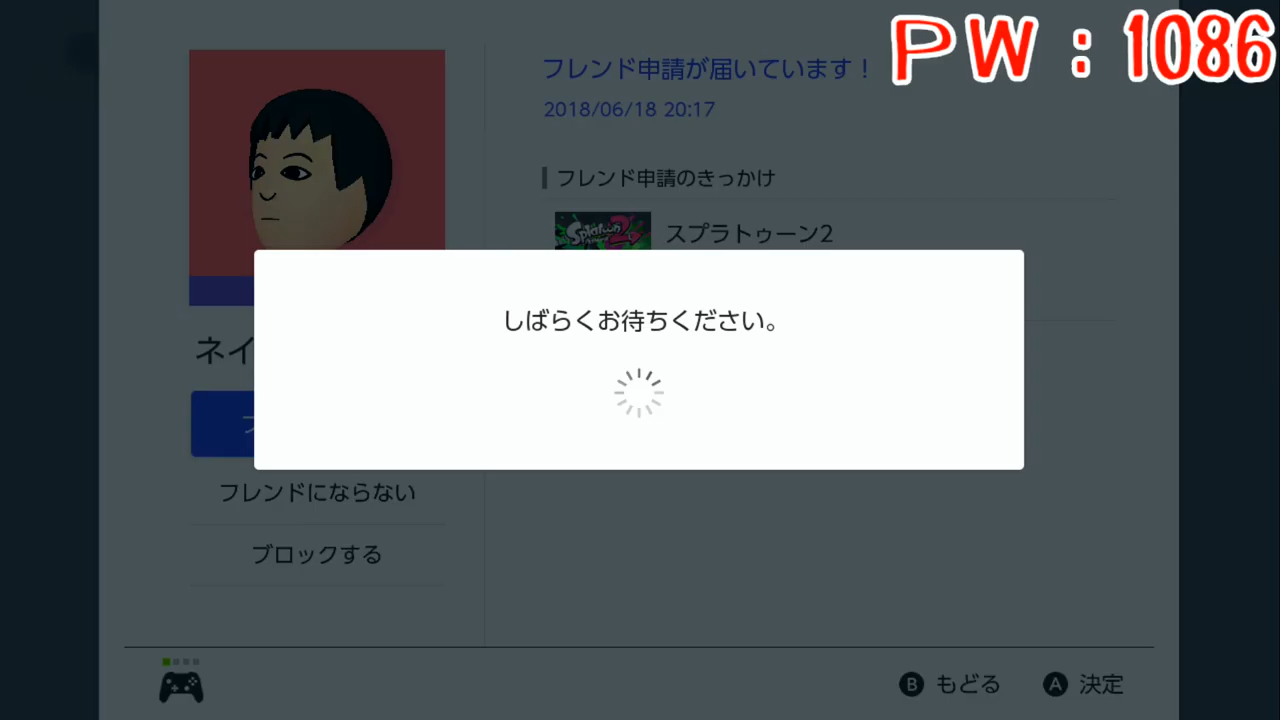 PW：1086
フレンド申請が届いています！
2018/06/18 20:17
フレンド申請のきっかけ
Splatoon 2
スプラトゥーン2
しばらくお待ちください。
ネイ
フレンドにならない
ブロックする
B もどる
A 決定